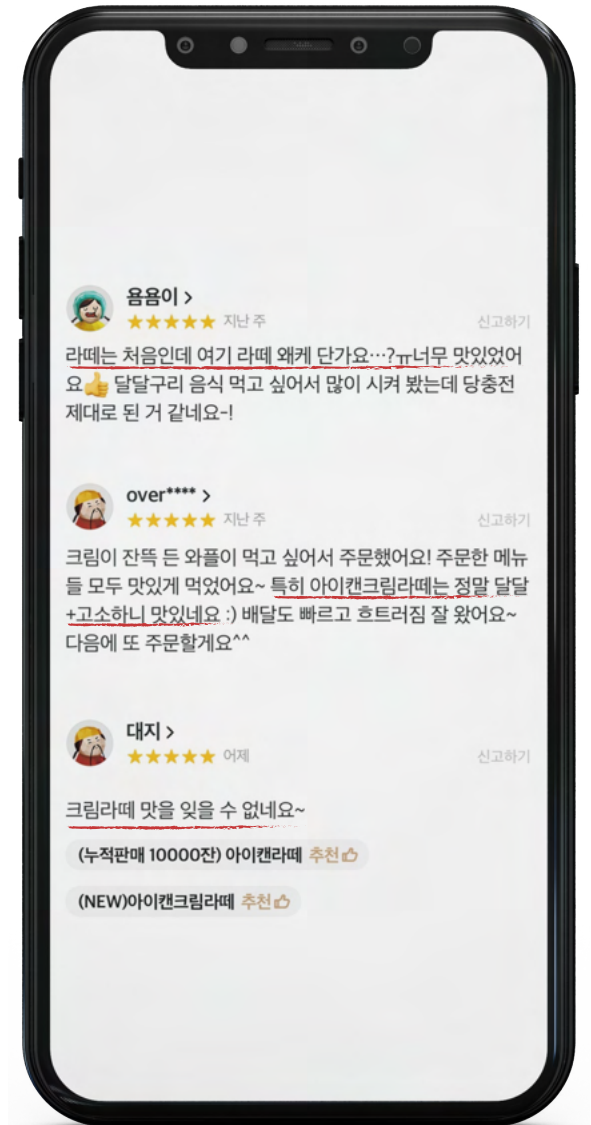 욤욤이 >
★★★★★ 지난 주 신고하기
라떼는 처음인데 여기 라떼 왜케 단가요…?ㅠ너무 맛있었어
요👍 달달구리 음식 먹고 싶어서 많이 시켜 봤는데 당충전
제대로 된 거 같네요-!
over**** >
★★★★★ 지난 주 신고하기
크림이 잔뜩 든 와플이 먹고 싶어서 주문했어요! 주문한 메뉴
들 모두 맛있게 먹었어요~ 특히 아이캔크림라떼는 정말 달달
+고소하니 맛있네요 :) 배달도 빠르고 흐트러짐 잘 왔어요~
다음에 또 주문할게요^^
대지 >
★★★★★ 어제 신고하기
크림라떼 맛을 잊을 수 없네요~
(누적판매 10000잔) 아이캔라떼 추천
(NEW)아이캔크림라떼 추천